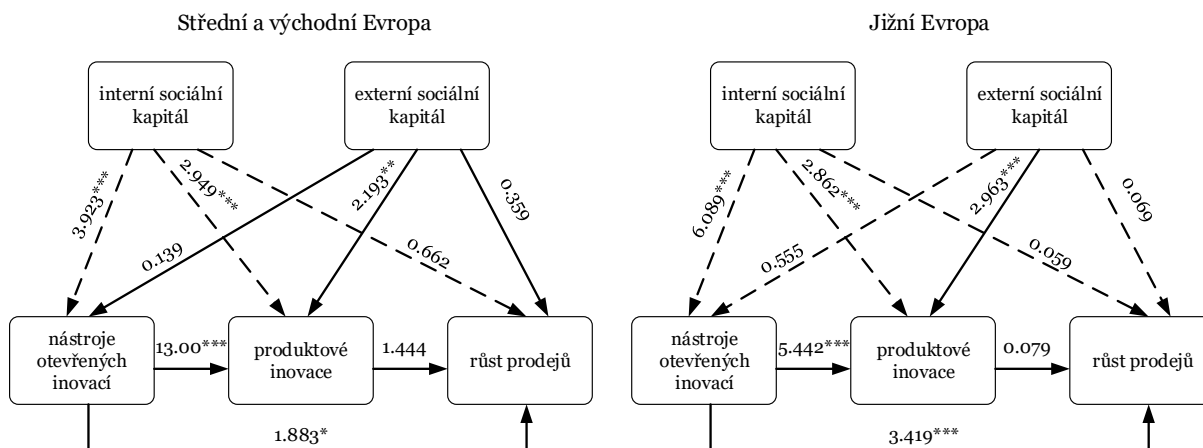 Střední a východní Evropa
interní sociální
kapitál
externí sociální
kapitál
3.923***
2.949***
2.193**
0.359
0.139
0.662
nástroje
otevřených
inovací
13.00***
produktové
inovace
1.444
růst prodejů
1.883*
Jižní Evropa
interní sociální
kapitál
externí sociální
kapitál
6.089***
2.862***
2.963***
0.069
0.555
0.059
nástroje
otevřených
inovací
5.442***
produktové
inovace
0.079
růst prodejů
3.419***